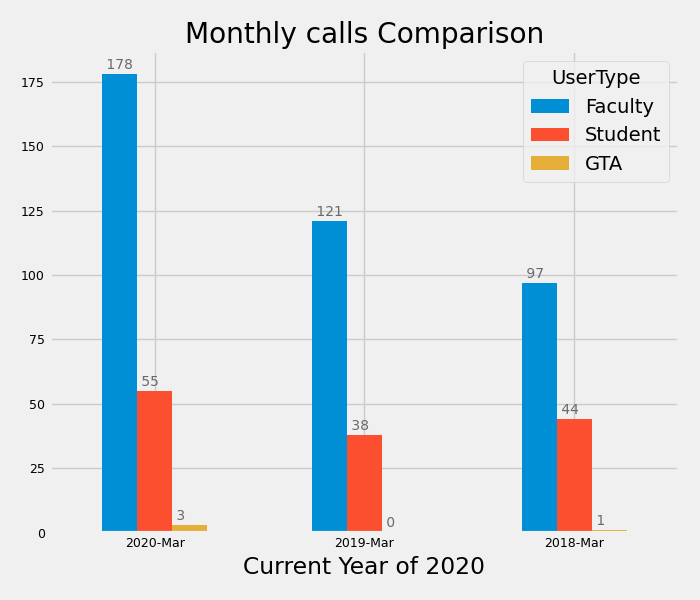 Monthly calls Comparison
178
175
UserType
Faculty
Student
GTA
150
125
121
100
97
75
55
50
44
38
25
3
0
1
0
2020-Mar
2019-Mar
2018-Mar
Current Year of 2020